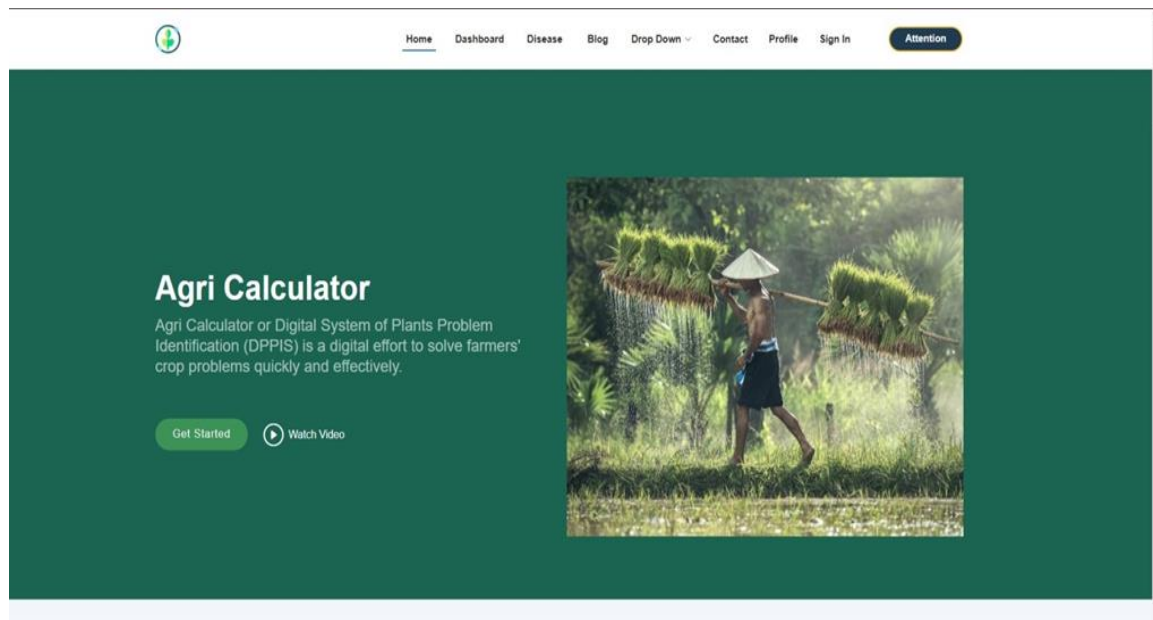 Home Dashboard Disease Blog Drop Down Contact Profile Sign In Attention
Agri Calculator
Agri Calculator or Digital System of Plants Problem
Identification (DPPIS) is a digital effort to solve farmers'
crop problems quickly and effectively.
Get Started Watch Video